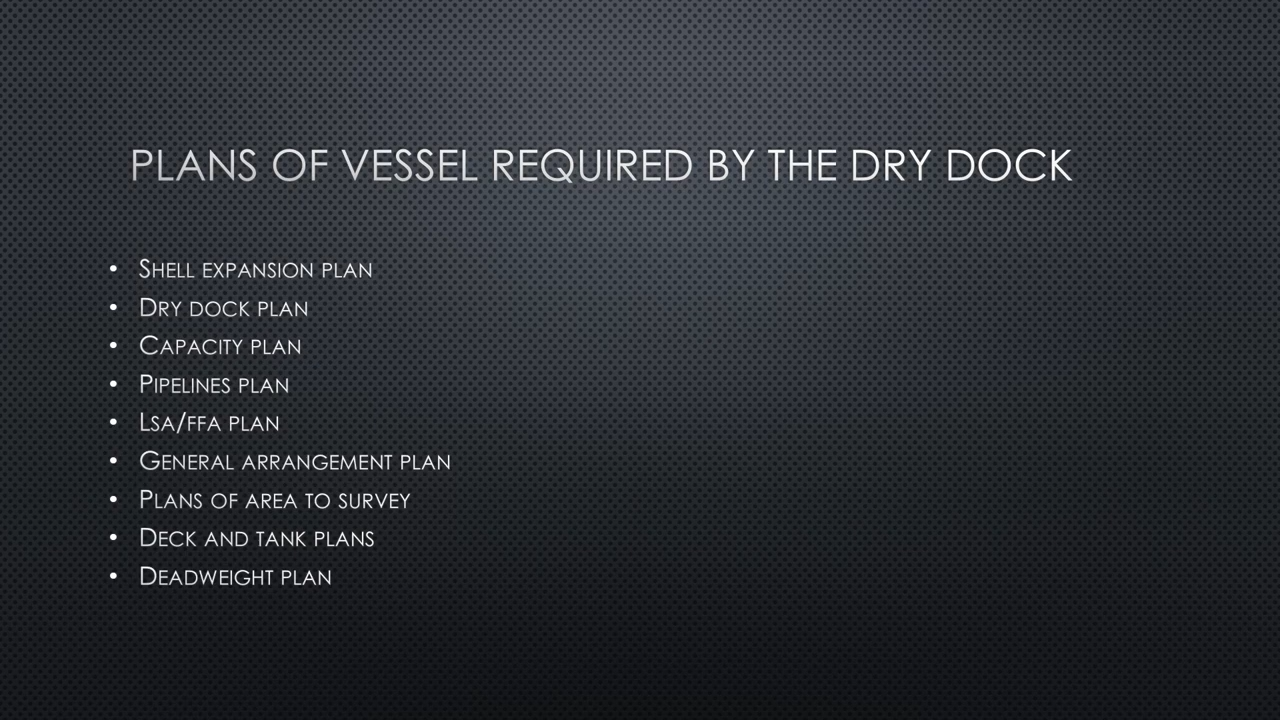 PLANS OF VESSEL REQUIRED BY THE DRY DOCK
• SHELL EXPANSION PLAN
• DRY DOCK PLAN
• CAPACITY PLAN
• PIPELINES PLAN
• LSA/FFA PLAN
• GENERAL ARRANGEMENT PLAN
• PLANS OF AREA TO SURVEY
• DECK AND TANK PLANS
• DEADWEIGHT PLAN